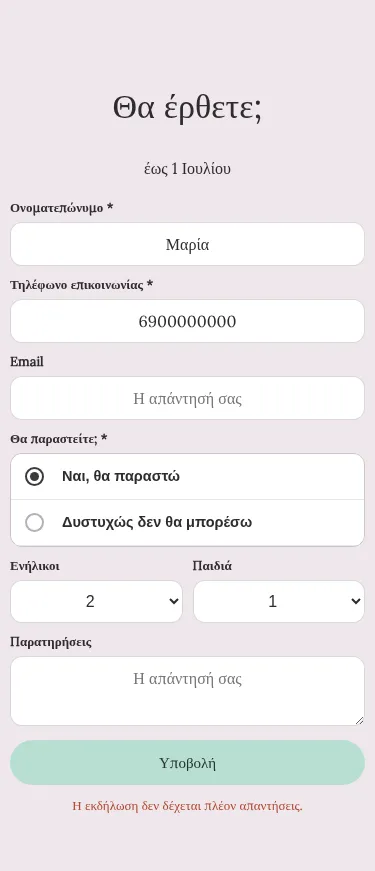 Θα έρθετε;
έως 1 Ιουλίου
Ονοματεπώνυμο *
Μαρία
Τηλέφωνο επικοινωνίας *
6900000000
Email
Η απάντησή σας
Θα παραστείτε; *
Ναι, θα παραστώ
Δυστυχώς δεν θα μπορέσω
Ενήλικοι Παιδιά
2 1
Παρατηρήσεις
Η απάντησή σας
Υποβολή
Η εκδήλωση δεν δέχεται πλέον απαντήσεις.